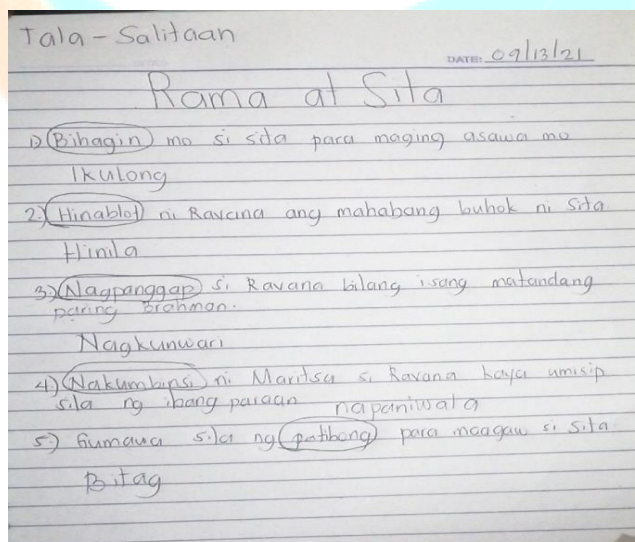 Tala - Salitaan
DATE: 09/13/21
Rama at Sita
1) Bihagin mo si sita para maging asawa mo
Ikulong
2.) Hinablot ni Ravana ang mahabang buhok ni Sita
Hinila
3.) Nagpanggap si Ravana bilang isang matandang
paring Brahman.
Nagkunwari
4.) Nakumbinsi ni Maritsa si Ravana kaya umisip
sila ng ibang paraan napaniwala
5.) Gumawa sila ng patibong para maagaw si Sita
Bitag